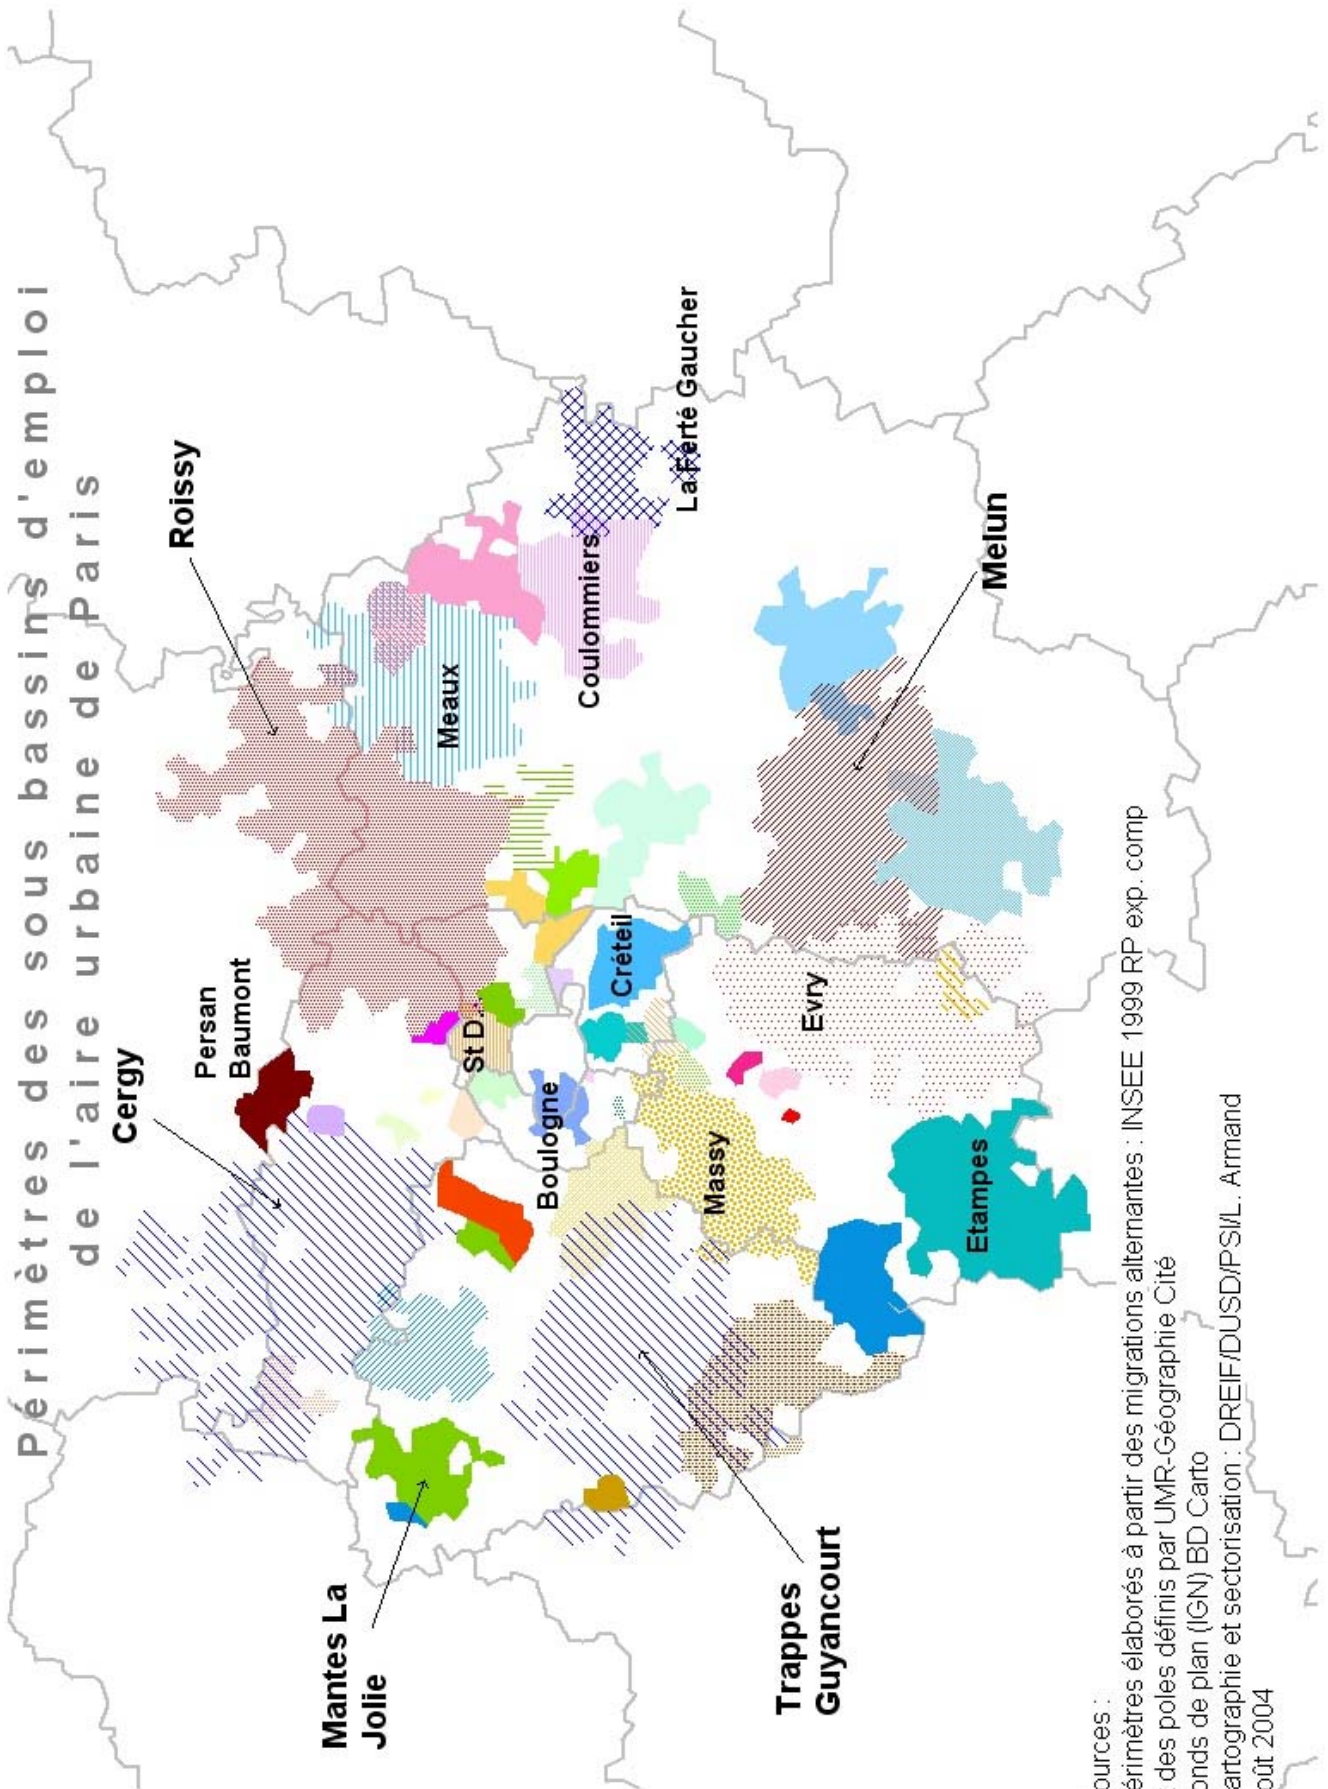 Périmètres des sous bassins d'emploi
de l'aire urbaine de Paris
Roissy
Cergy
Persan
Baumont
Mantes La
Jolie
Meaux
Coulommiers
La Ferté Gaucher
St D..
Créteil
Boulogne
Massy
Evry
Melun
Etampes
Trappes
Guyancourt
ources :
érimètres élaborés à partir des migrations alternantes : INSEE 1999 RP exp. comp
des poles définis par UMR-Géographie Cité
onds de plan (IGN) BD Carto
artographie et sectorisation : DREIF/DUSD/PSI/L. Armand
oût 2004